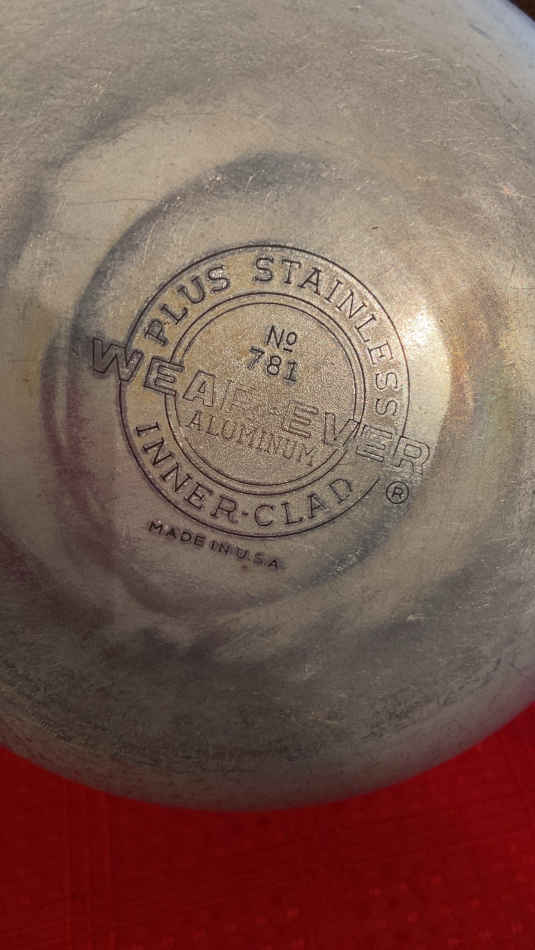 PLUS STAINLESS
No
781
WEAR-EVER
ALUMINUM
INNER-CLAD
®
MADE IN U.S.A.